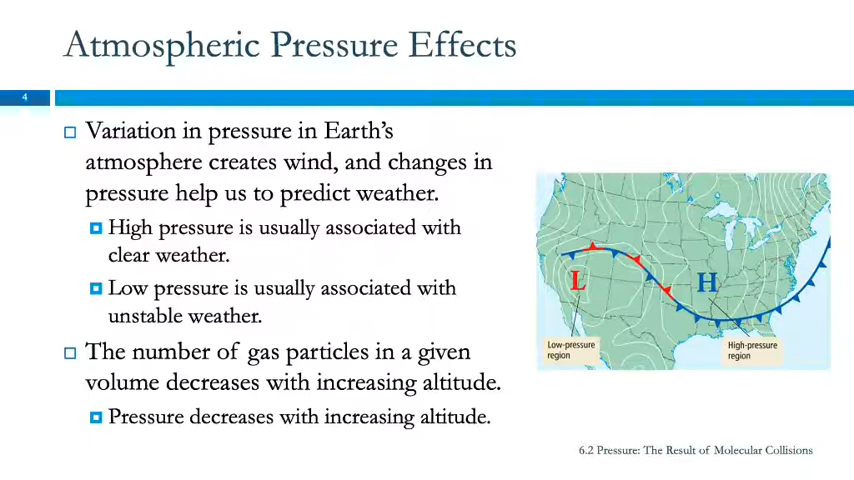 Atmospheric Pressure Effects
4
Variation in pressure in Earth's
atmosphere creates wind, and changes in
pressure help us to predict weather.
High pressure is usually associated with
clear weather.
Low pressure is usually associated with
unstable weather.
The number of gas particles in a given
volume decreases with increasing altitude.
Pressure decreases with increasing altitude.
L
H
Low-pressure
region
High-pressure
region
6.2 Pressure: The Result of Molecular Collisions